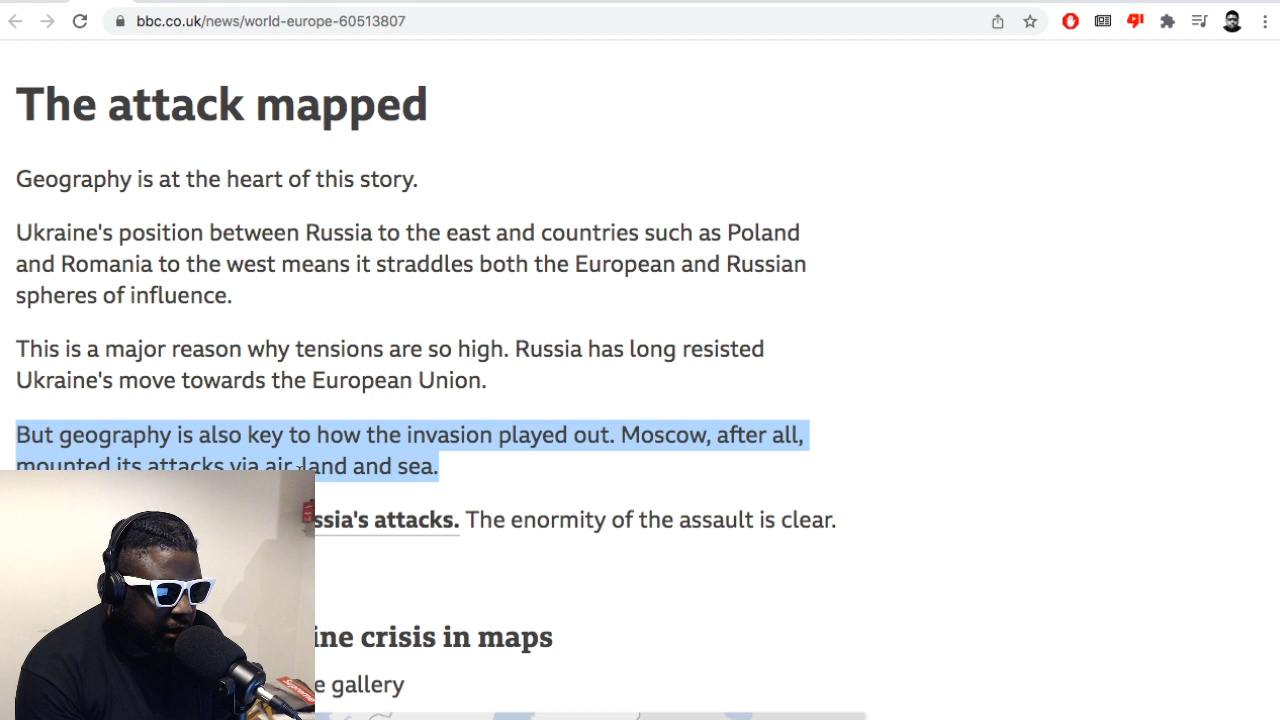 bbc.co.uk/news/world-europe-60513807
The attack mapped
Geography is at the heart of this story.
Ukraine's position between Russia to the east and countries such as Poland
and Romania to the west means it straddles both the European and Russian
spheres of influence.
This is a major reason why tensions are so high. Russia has long resisted
Ukraine's move towards the European Union.
But geography is also key to how the invasion played out. Moscow, after all,
mounted its attacks via air, land and sea.
ssia's attacks. The enormity of the assault is clear.
ine crisis in maps
e gallery
Supreme